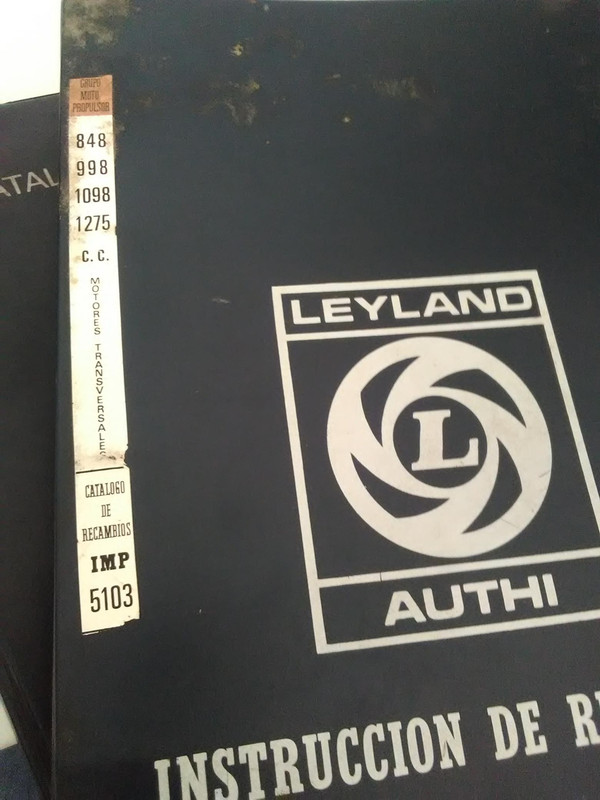 GRUPO
MOTO
PROPULSOR
848
998
1098
1275
C.C.
MOTORES TRANSVERSALES
CATALOGO
DE
RECAMBIOS
IMP
5103
ATAL
LEYLAND
L
AUTHI
INSTRUCCION DE R